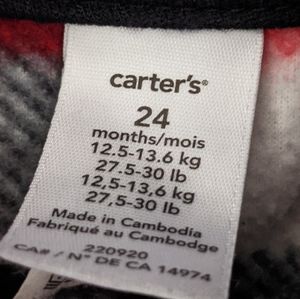 carter's®
24
months/mois
12.5-13.6 kg
27.5-30 lb
12,5-13,6 kg
27,5-30 lb
Made in Cambodia
Fabriqué au Cambodge
220920
CA# / N° DE CA 14974